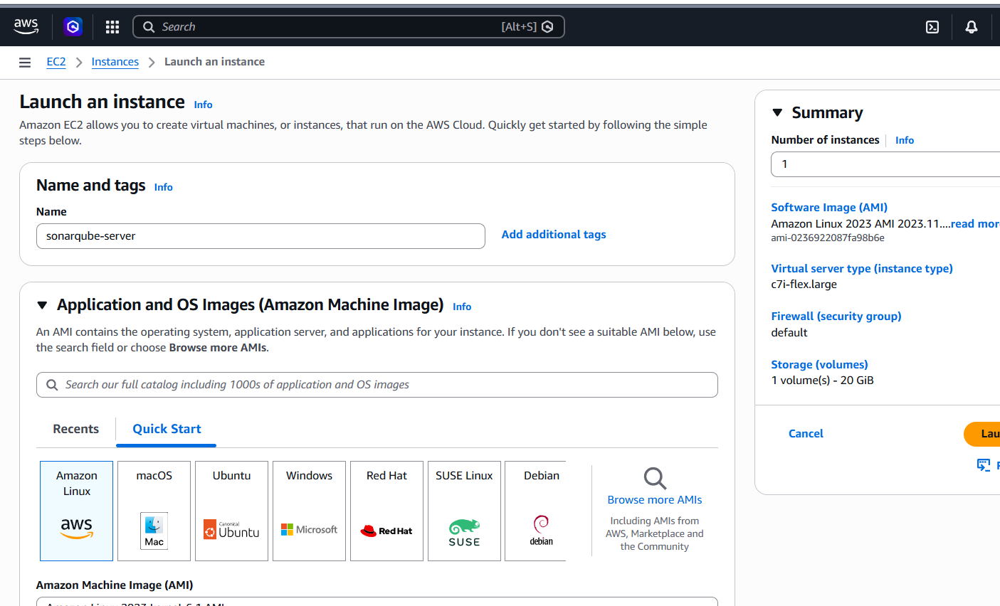 aws
Search
[Alt+S]
EC2
Instances
Launch an instance
Launch an instance
Info
Amazon EC2 allows you to create virtual machines, or instances, that run on the AWS Cloud. Quickly get started by following the simple
steps below.
Name and tags
Info
Name
sonarqube-server
Add additional tags
Application and OS Images (Amazon Machine Image)
Info
An AMI contains the operating system, application server, and applications for your instance. If you don't see a suitable AMI below, use
the search field or choose Browse more AMIs.
Search our full catalog including 1000s of application and OS images
Recents
Quick Start
Amazon
Linux
aws
macOS
Mac
Ubuntu
Canonical
Ubuntu
Windows
Microsoft
Red Hat
RedHat
SUSE Linux
SUSE
Debian
debian
Browse more AMIs
Including AMIs from
AWS, Marketplace and
the Community
Amazon Machine Image (AMI)
Amazon Linux 2023 kernel-6.1 AMI
Summary
Number of instances
Info
1
Software Image (AMI)
Amazon Linux 2023 AMI 2023.11....read mor
ami-0236922087fa98b6e
Virtual server type (instance type)
c7i-flex.large
Firewall (security group)
default
Storage (volumes)
1 volume(s) - 20 GiB
Cancel
Lau